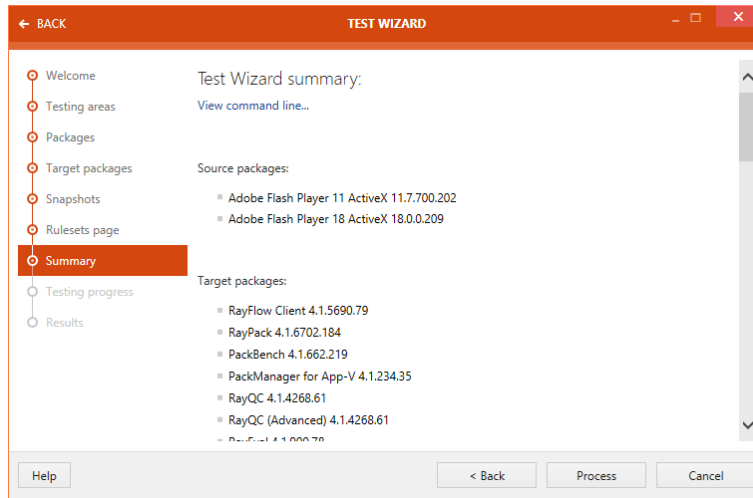 BACK
TEST WIZARD
Welcome
Testing areas
Packages
Target packages
Snapshots
Rulesets page
Summary
Testing progress
Results
Test Wizard summary:
View command line...
Source packages:
Adobe Flash Player 11 ActiveX 11.7.700.202
Adobe Flash Player 18 ActiveX 18.0.0.209
Target packages:
RayFlow Client 4.1.5690.79
RayPack 4.1.6702.184
PackBench 4.1.662.219
PackManager for App-V 4.1.234.35
RayQC 4.1.4268.61
RayQC (Advanced) 4.1.4268.61
Help
< Back
Process
Cancel